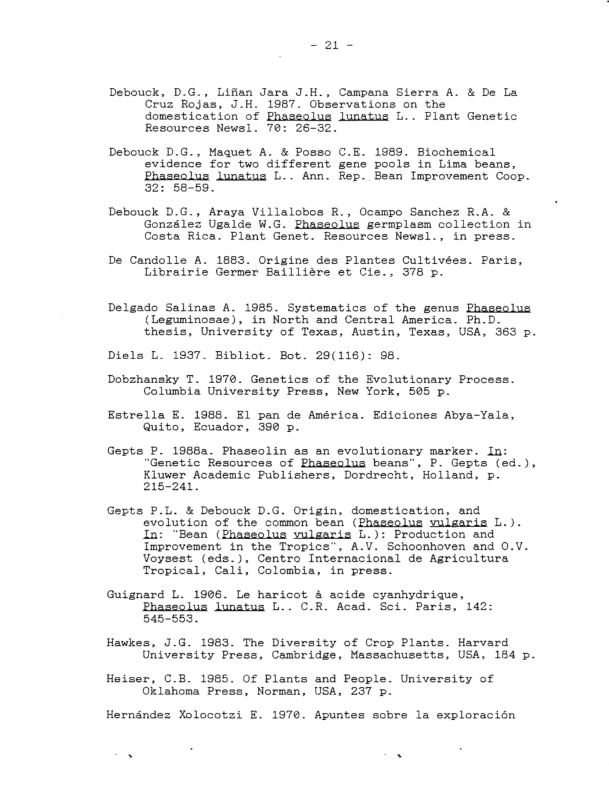 - 21 -
Debouck, D.G., Liñan Jara J.H., Campana Sierra A. & De La
Cruz Rojas, J.H. 1987. Observations on the
domestication of Phaseolus lunatus L.. Plant Genetic
Resources Newsl. 70: 26-32.
Debouck D.G., Maquet A. & Posso C.E. 1989. Biochemical
evidence for two different gene pools in Lima beans,
Phaseolus lunatus L.. Ann. Rep. Bean Improvement Coop.
32: 58-59.
Debouck D.G., Araya Villalobos R., Ocampo Sanchez R.A. &
González Ugalde W.G. Phaseolus germplasm collection in
Costa Rica. Plant Genet. Resources Newsl., in press.
De Candolle A. 1883. Origine des Plantes Cultivées. Paris,
Librairie Germer Baillière et Cie., 378 p.
Delgado Salinas A. 1985. Systematics of the genus Phaseolus
(Leguminosae), in North and Central America. Ph.D.
thesis, University of Texas, Austin, Texas, USA, 363 p.
Diels L. 1937. Bibliot. Bot. 29(116): 98.
Dobzhansky T. 1970. Genetics of the Evolutionary Process.
Columbia University Press, New York, 505 p.
Estrella E. 1988. El pan de América. Ediciones Abya-Yala,
Quito, Ecuador, 390 p.
Gepts P. 1988a. Phaseolin as an evolutionary marker. In:
"Genetic Resources of Phaseolus beans", P. Gepts (ed.),
Kluwer Academic Publishers, Dordrecht, Holland, p.
215-241.
Gepts P.L. & Debouck D.G. Origin, domestication, and
evolution of the common bean (Phaseolus vulgaris L.).
In: "Bean (Phaseolus vulgaris L.): Production and
Improvement in the Tropics", A.V. Schoonhoven and O.V.
Voysest (eds.), Centro Internacional de Agricultura
Tropical, Cali, Colombia, in press.
Guignard L. 1906. Le haricot à acide cyanhydrique,
Phaseolus lunatus L.. C.R. Acad. Sci. Paris, 142:
545-553.
Hawkes, J.G. 1983. The Diversity of Crop Plants. Harvard
University Press, Cambridge, Massachusetts, USA, 184 p.
Heiser, C.B. 1985. Of Plants and People. University of
Oklahoma Press, Norman, USA, 237 p.
Hernández Xolocotzi E. 1970. Apuntes sobre la exploración